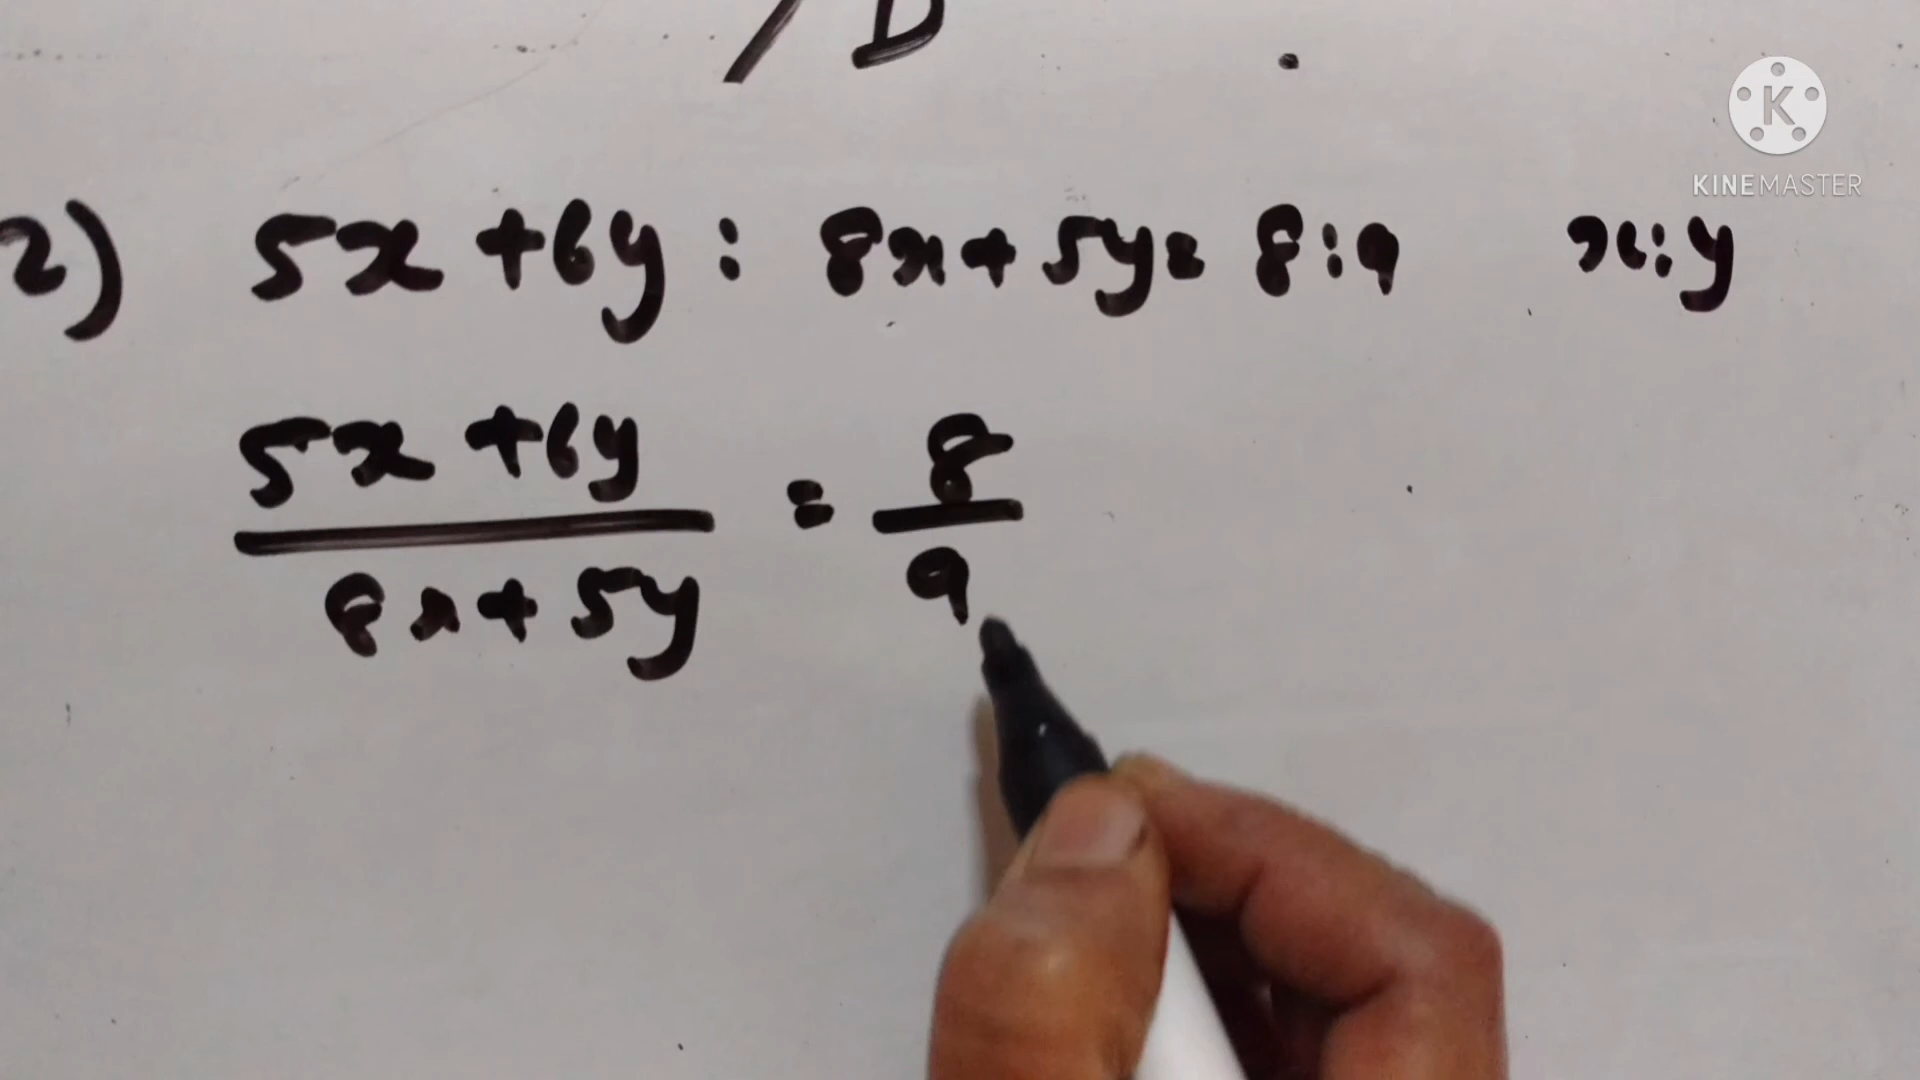 /D
K
KINEMASTER
2) 5x+6y : 8x+5y = 8:9 x:y
5x+6y
8x+5y
=
8
9